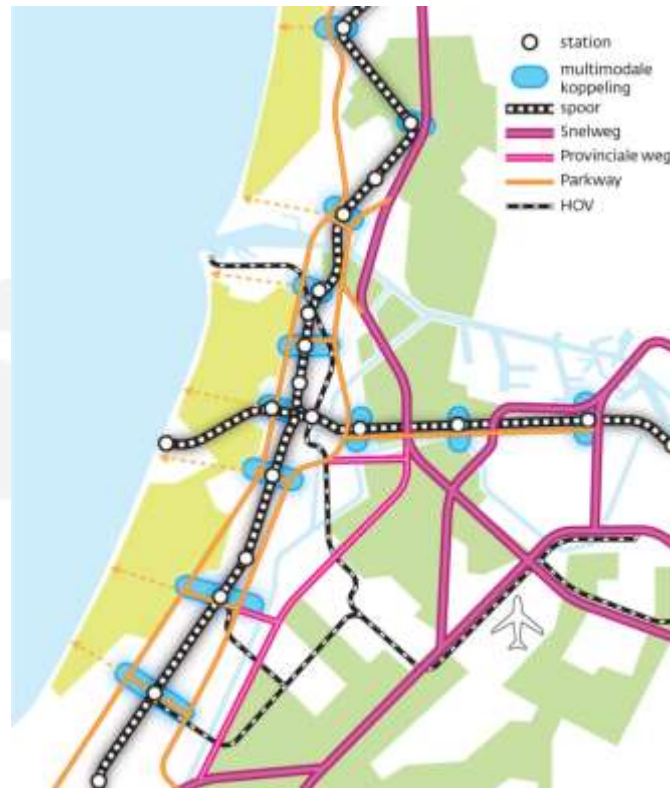 station
multimodale
koppeling
spoor
Snelweg
Provinciale weg
Parkway
HOV